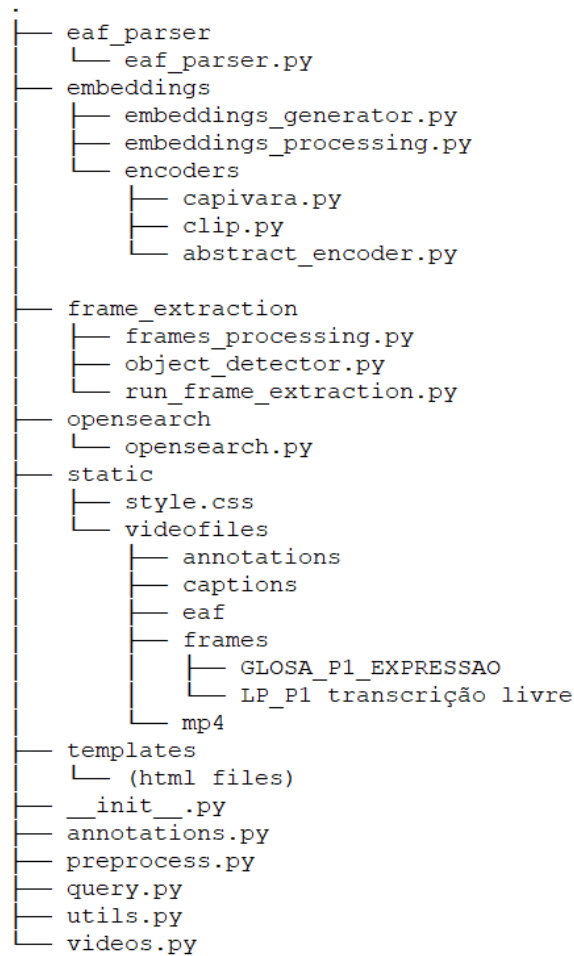 .
├── eaf_parser
│   └── eaf_parser.py
├── embeddings
│   ├── embeddings_generator.py
│   ├── embeddings_processing.py
│   └── encoders
│       ├── capivara.py
│       ├── clip.py
│       └── abstract_encoder.py
│
├── frame_extraction
│   ├── frames_processing.py
│   ├── object_detector.py
│   └── run_frame_extraction.py
├── opensearch
│   └── opensearch.py
├── static
│   ├── style.css
│   └── videofiles
│       ├── annotations
│       ├── captions
│       ├── eaf
│       ├── frames
│       │   ├── GLOSA_P1_EXPRESSAO
│       │   └── LP_P1 transcrição livre
│       └── mp4
├── templates
│   └── (html files)
├── __init__.py
├── annotations.py
├── preprocess.py
├── query.py
├── utils.py
└── videos.py